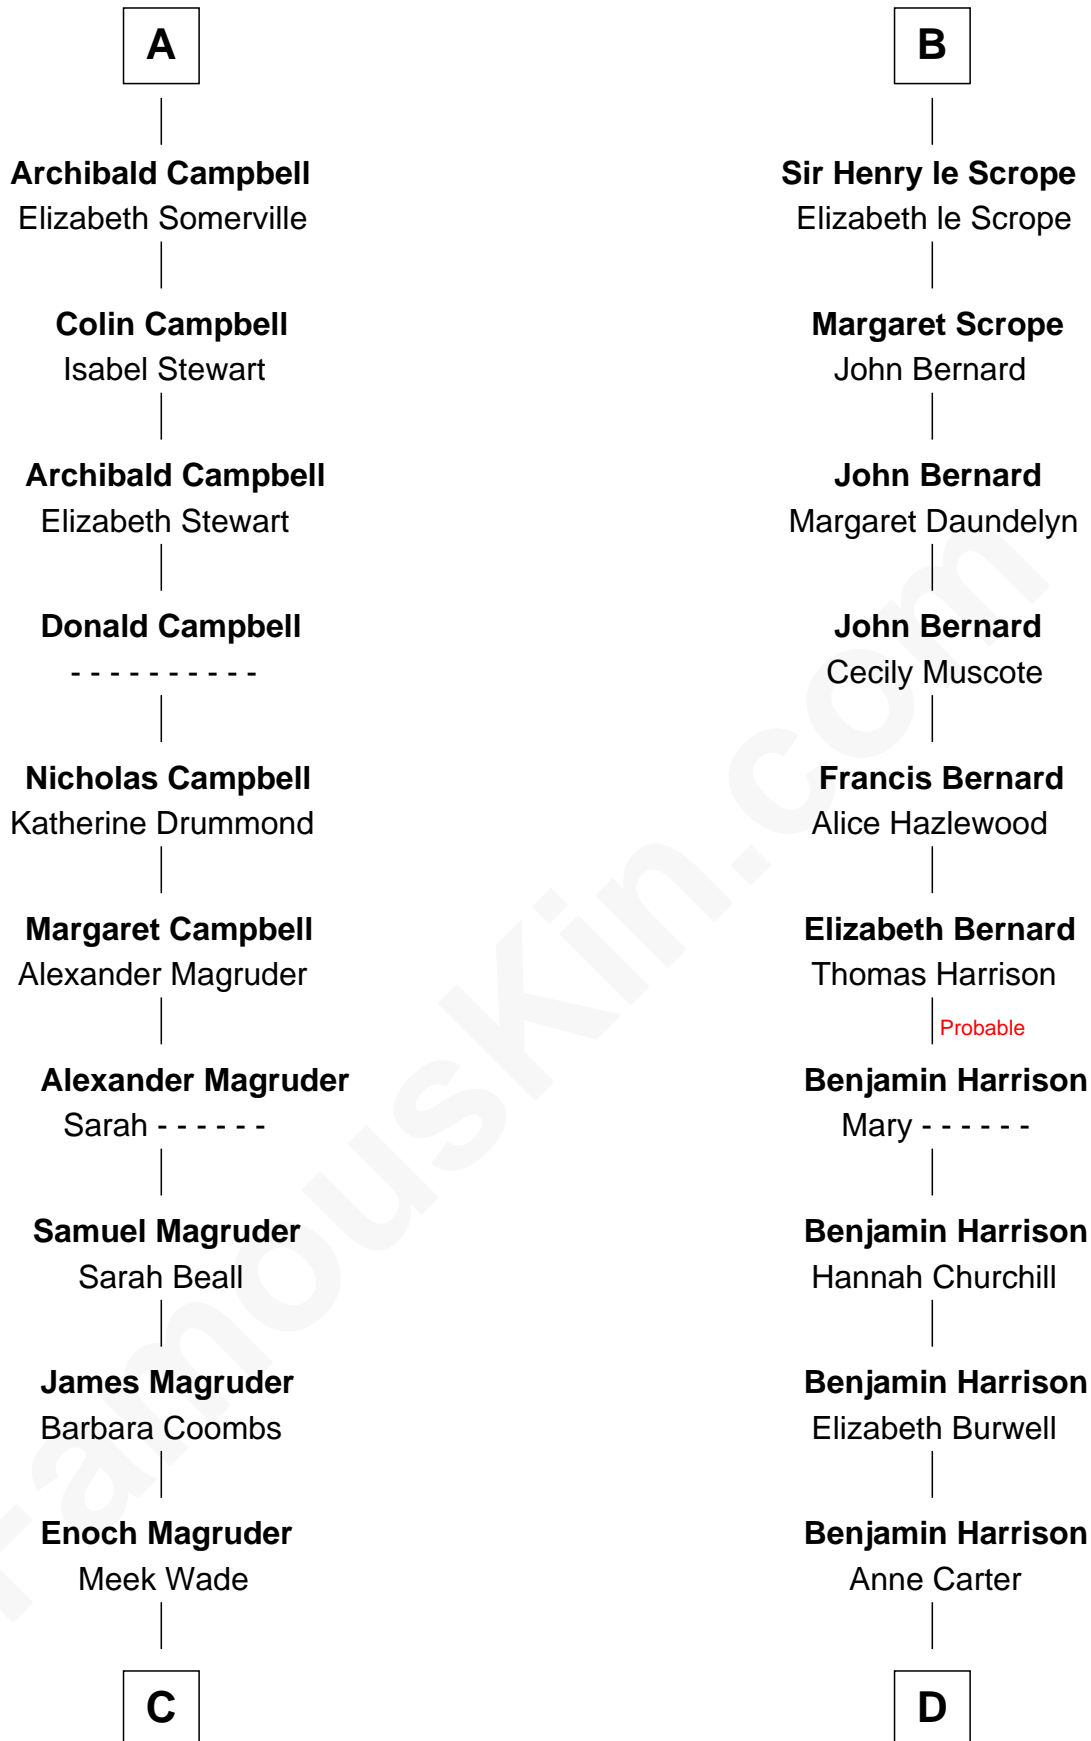 A
Archibald Campbell
Elizabeth Somerville
Colin Campbell
Isabel Stewart
Archibald Campbell
Elizabeth Stewart
Donald Campbell
- - - - - - - - - -
Nicholas Campbell
Katherine Drummond
Margaret Campbell
Alexander Magruder
Alexander Magruder
Sarah - - - - - -
Samuel Magruder
Sarah Beall
James Magruder
Barbara Coombs
Enoch Magruder
Meek Wade
C
B
Sir Henry le Scrope
Elizabeth le Scrope
Margaret Scrope
John Bernard
John Bernard
Margaret Daundelyn
John Bernard
Cecily Muscote
Francis Bernard
Alice Hazlewood
Elizabeth Bernard
Thomas Harrison
Probable
Benjamin Harrison
Mary - - - - - -
Benjamin Harrison
Hannah Churchill
Benjamin Harrison
Elizabeth Burwell
Benjamin Harrison
Anne Carter
D
FamousKin.com